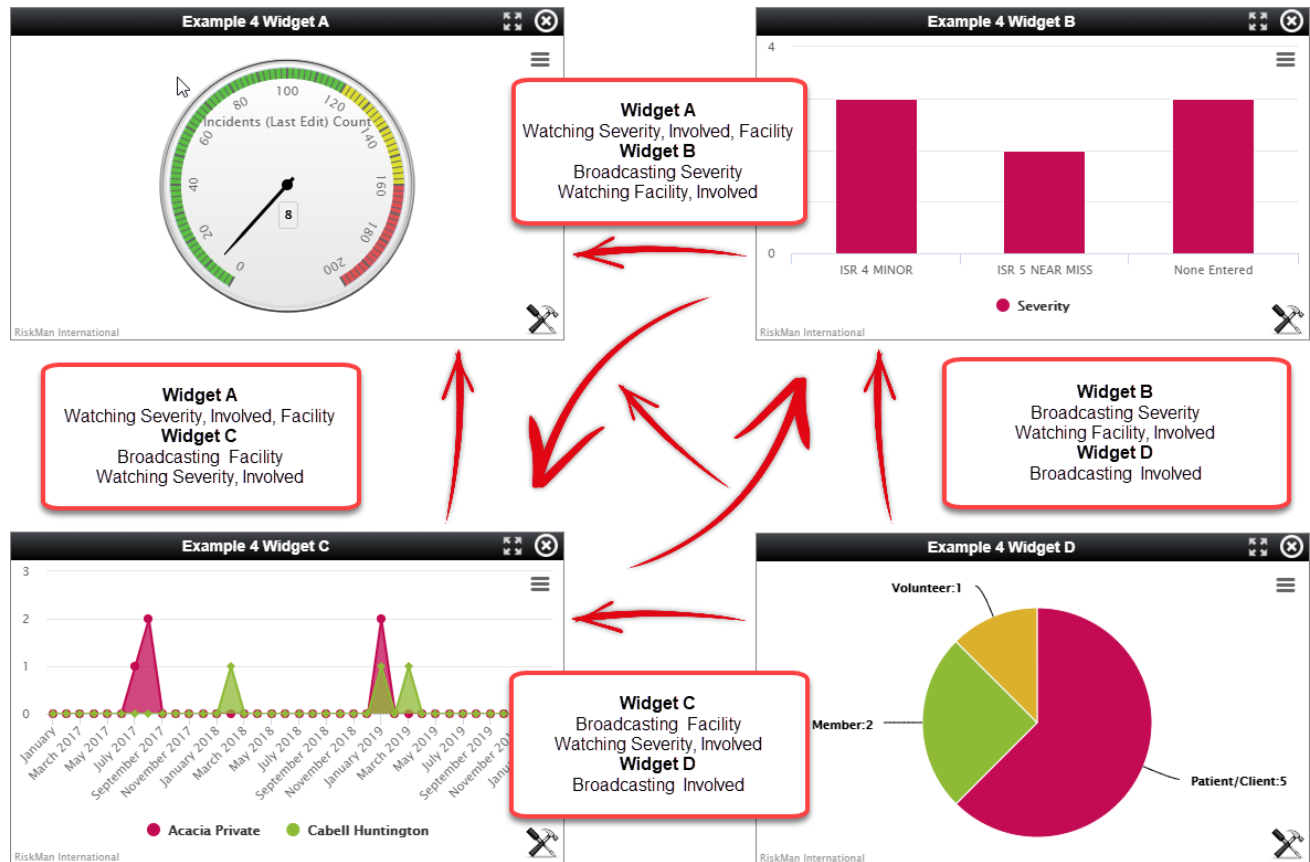 Example 4 Widget A
Incidents (Last Edit) Count
0
20
40
60
80
100
120
140
160
180
200
8
RiskMan International
Example 4 Widget B
4
0
ISR 4 MINOR
ISR 5 NEAR MISS
None Entered
Severity
RiskMan International
Widget A
Watching Severity, Involved, Facility
Widget B
Broadcasting Severity
Watching Facility, Involved
Widget A
Watching Severity, Involved, Facility
Widget C
Broadcasting Facility
Watching Severity, Involved
Widget B
Broadcasting Severity
Watching Facility, Involved
Widget D
Broadcasting Involved
Example 4 Widget C
3
2
1
0
January
March 2017
May 2017
July 2017
September 2017
November 2017
January 2018
March 2018
May 2018
July 2018
September 2018
November 2018
January 2019
March 2019
May 2019
July 2019
September 2019
Acacia Private
Cabell Huntington
RiskMan International
Widget C
Broadcasting Facility
Watching Severity, Involved
Widget D
Broadcasting Involved
Example 4 Widget D
Volunteer:1
Member:2
Patient/Client:5
RiskMan International